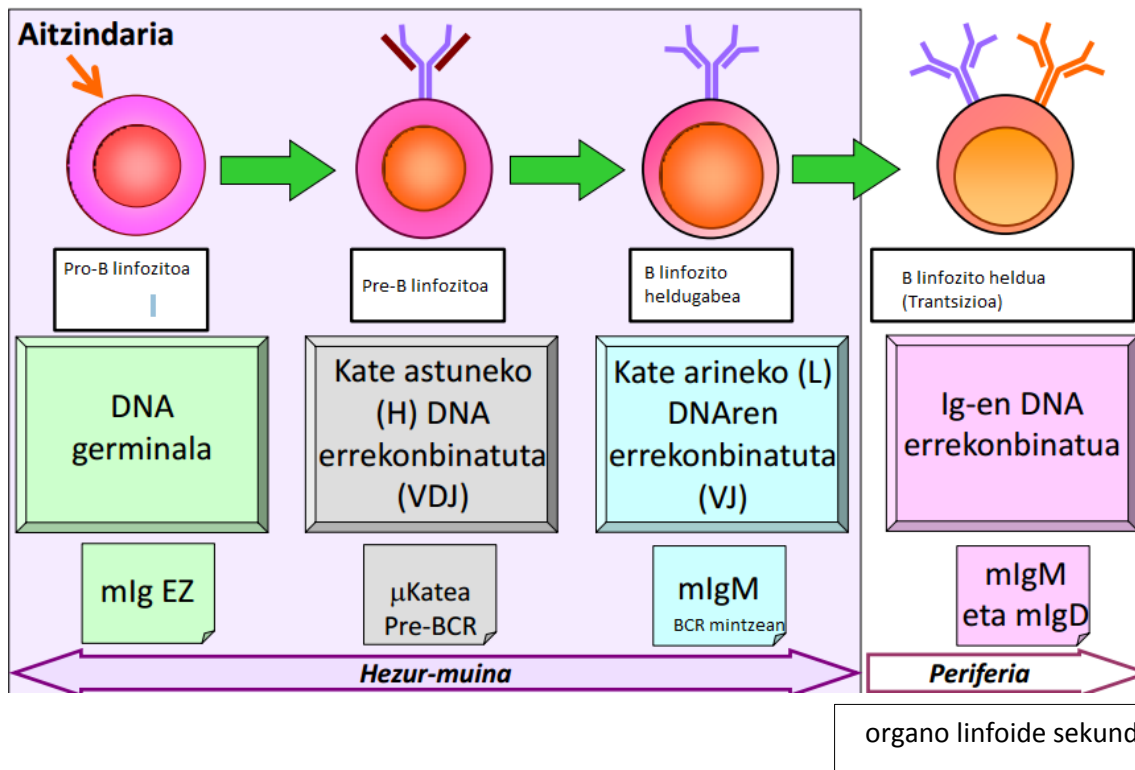 Aitzindaria
Pro-B linfozitoa
Pre-B linfozitoa
B linfozito
heldugabea
B linfozito heldua
(Trantsizioa)
DNA
germinala
Kate astuneko
(H) DNA
errekonbinatuta
(VDJ)
Kate arineko (L)
DNAren
errekonbinatuta
(VJ)
Ig-en DNA
errekonbinatua
mIg EZ
µKatea
Pre-BCR
mIgM
BCR mintzean
mIgM
eta mIgD
Hezur-muina
Periferia
organo linfoide sekund